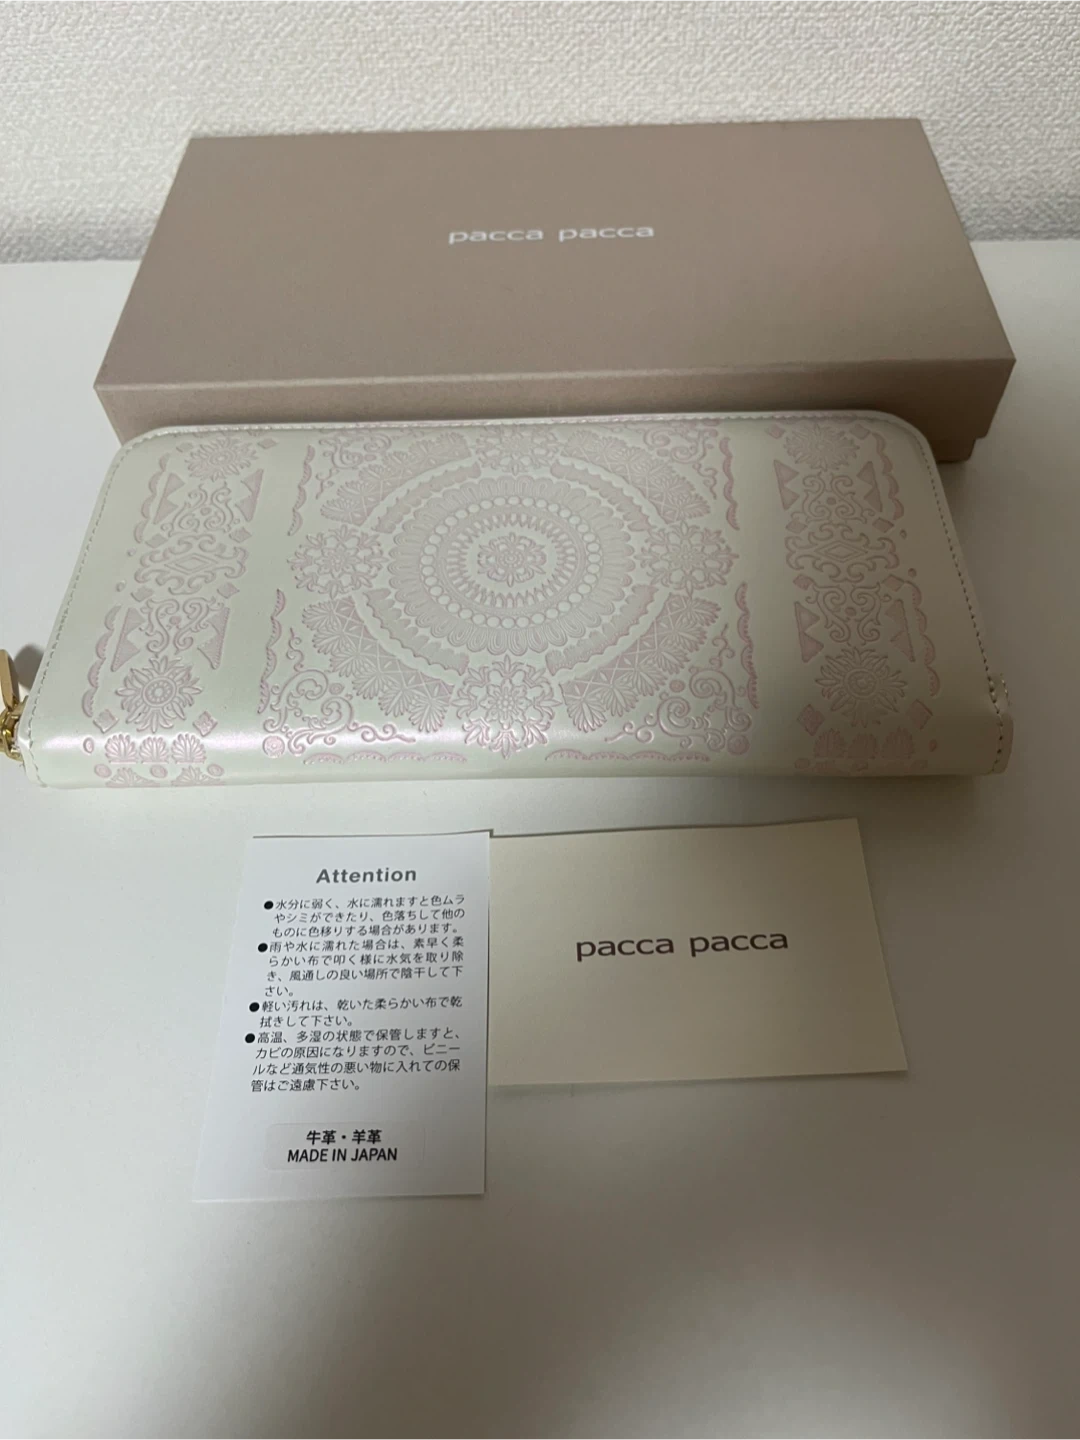 pacca pacca
Attention
●水分に弱く、水に濡れますと色ムラ
やシミができたり、色落ちして他の
ものに色移りする場合があります。
●雨や水に濡れた場合は、素早く柔
らかい布で叩く様に水気を取り除
き、風通しの良い場所で陰干して下
さい。
●軽い汚れは、乾いた柔らかい布で乾
拭きして下さい。
●高温、多湿の状態で保管しますと、
カビの原因になりますので、ビニー
ルなど通気性の悪い物に入れての保
管はご遠慮下さい。
牛革・羊革
MADE IN JAPAN
pacca pacca